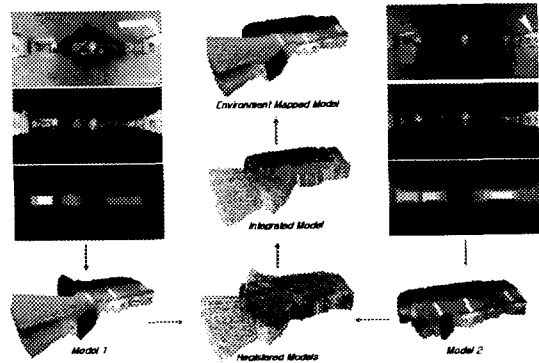 Environment Mapped Model
Integrated Model
Model 1
Registered Models
Model 2